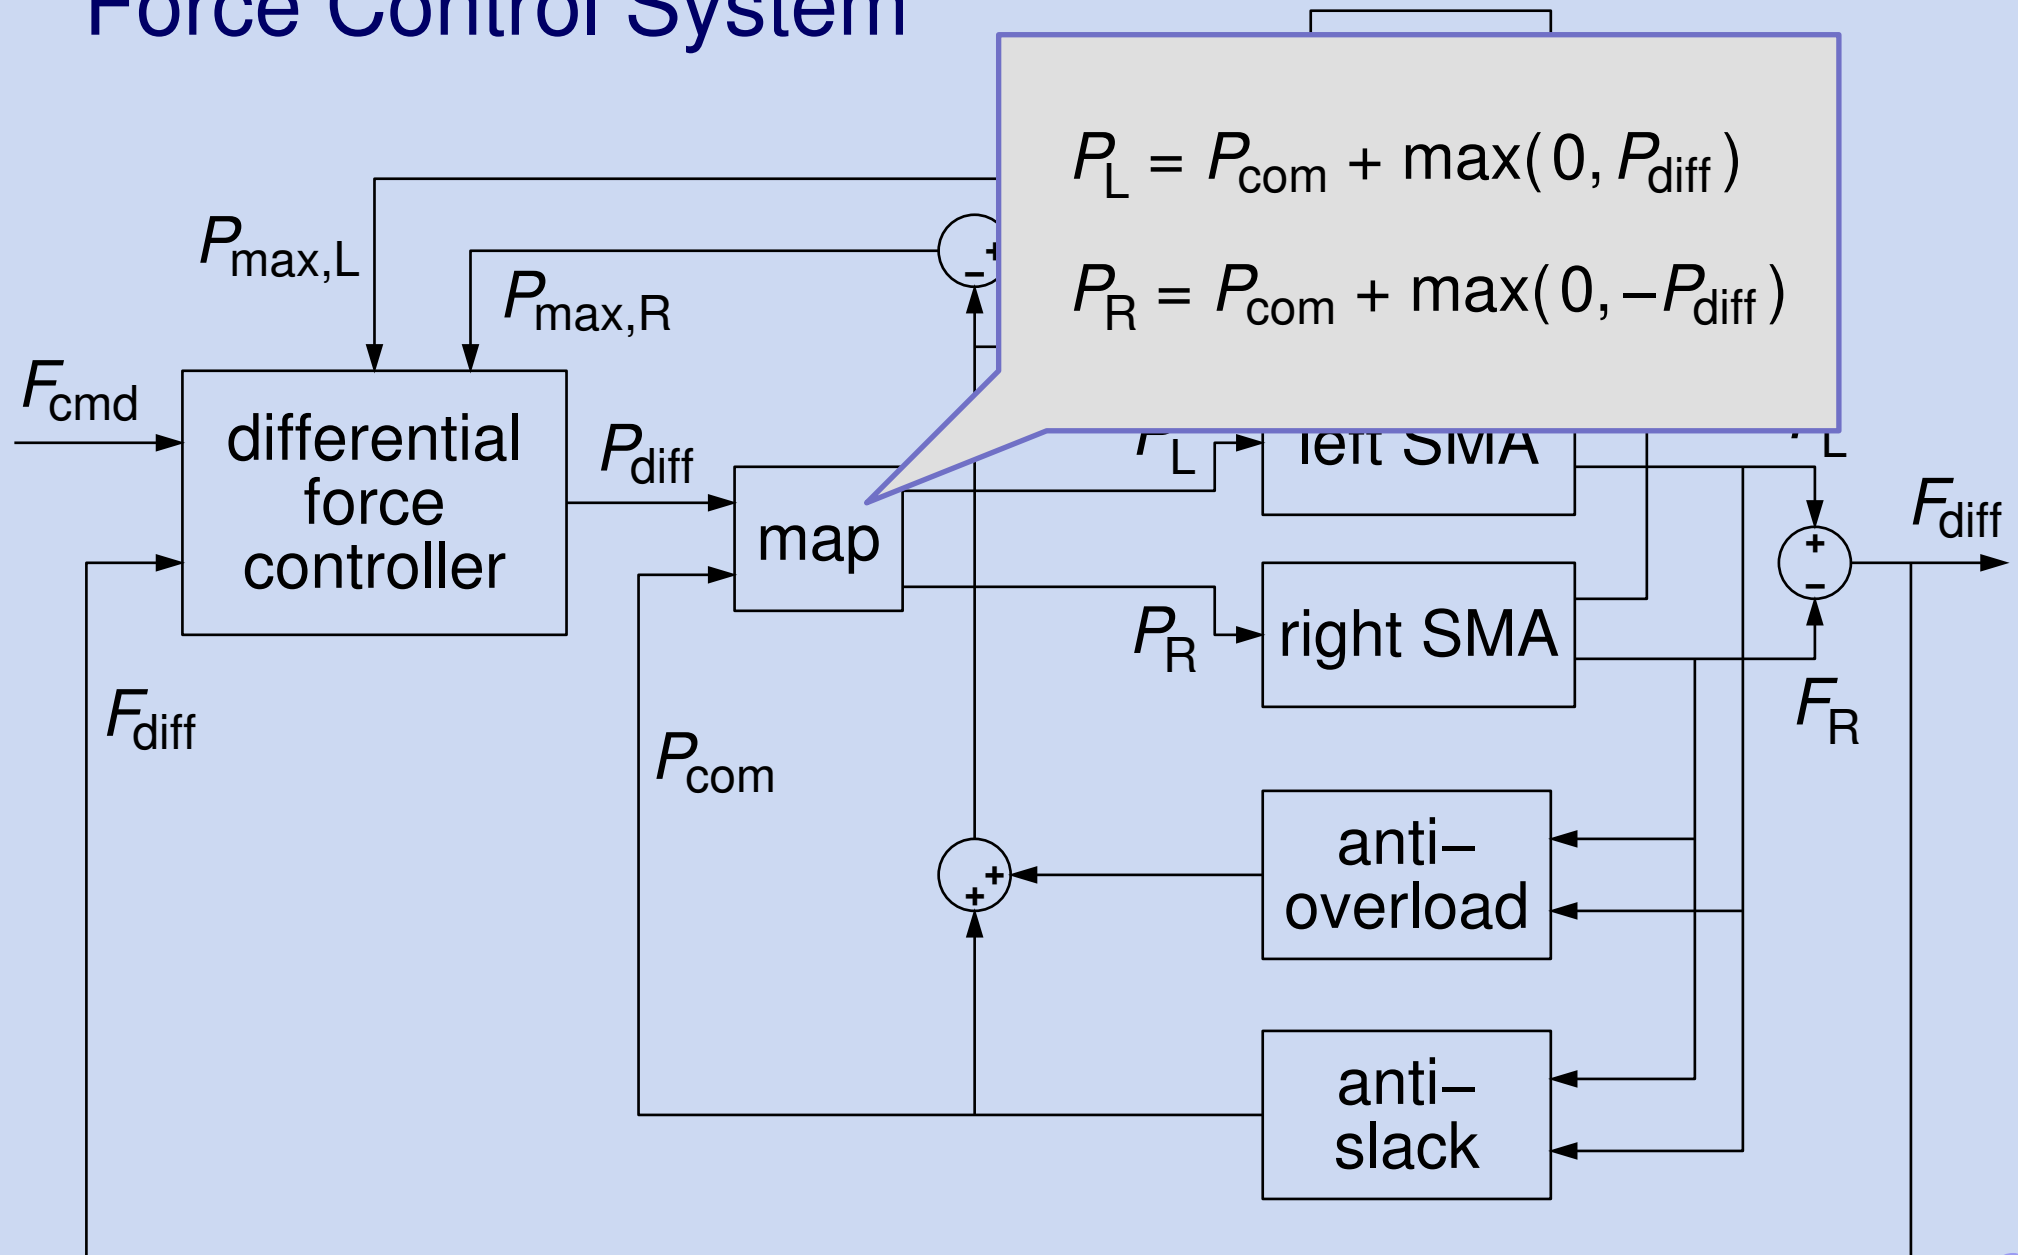 Force Control System
P_L = P_com + max(0, P_diff)
P_R = P_com + max(0, –P_diff)
P_max,L
P_max,R
+
–
F_cmd
differential
force
controller
P_diff
map
P_L
left SMA
F_L
+
–
F_diff
P_R
right SMA
F_R
F_diff
P_com
anti–
overload
+
+
anti–
slack